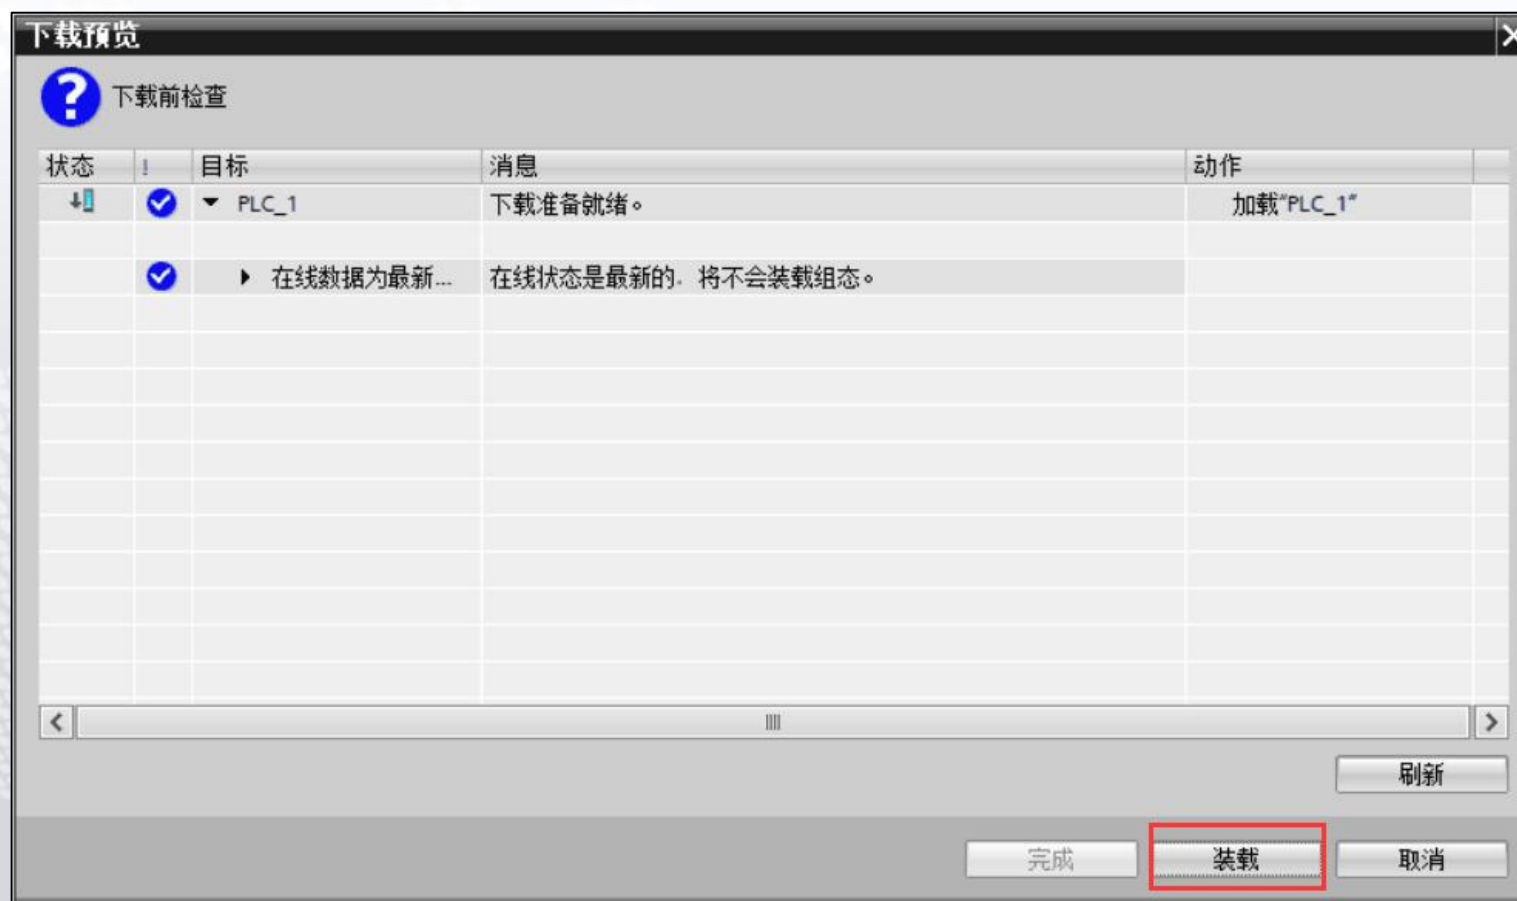 下载预览
下载前检查
状态 ! 目标 消息 动作
PLC_1 下载准备就绪。 加载"PLC_1"
在线数据为最新... 在线状态是最新的. 将不会装载组态。
刷新
完成 装载 取消